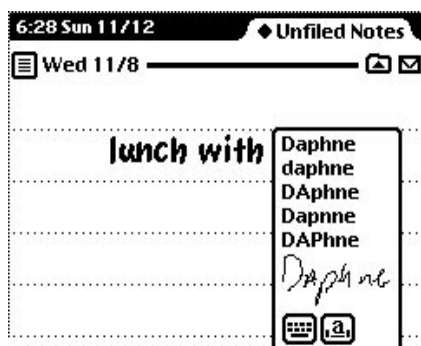 6:28 Sun 11/12
◆ Unfiled Notes
Wed 11/8
lunch with
Daphne
daphne
DAphne
Dapnne
DAPhne
DAphne
a